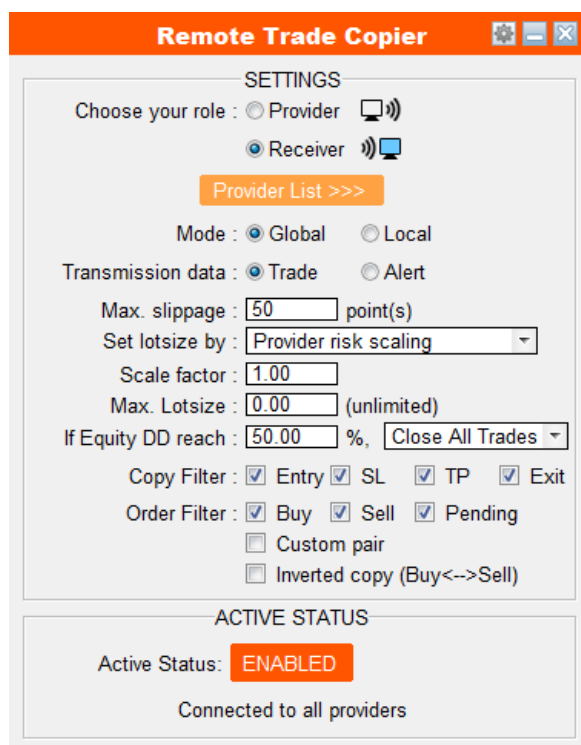 Remote Trade Copier
SETTINGS
Choose your role : Provider
Receiver
Provider List >>>
Mode : Global Local
Transmission data : Trade Alert
Max. slippage : 50 point(s)
Set lotsize by : Provider risk scaling
Scale factor : 1.00
Max. Lotsize : 0.00 (unlimited)
If Equity DD reach : 50.00 %, Close All Trades
Copy Filter : Entry SL TP Exit
Order Filter : Buy Sell Pending
Custom pair
Inverted copy (Buy<-->Sell)
ACTIVE STATUS
Active Status: ENABLED
Connected to all providers